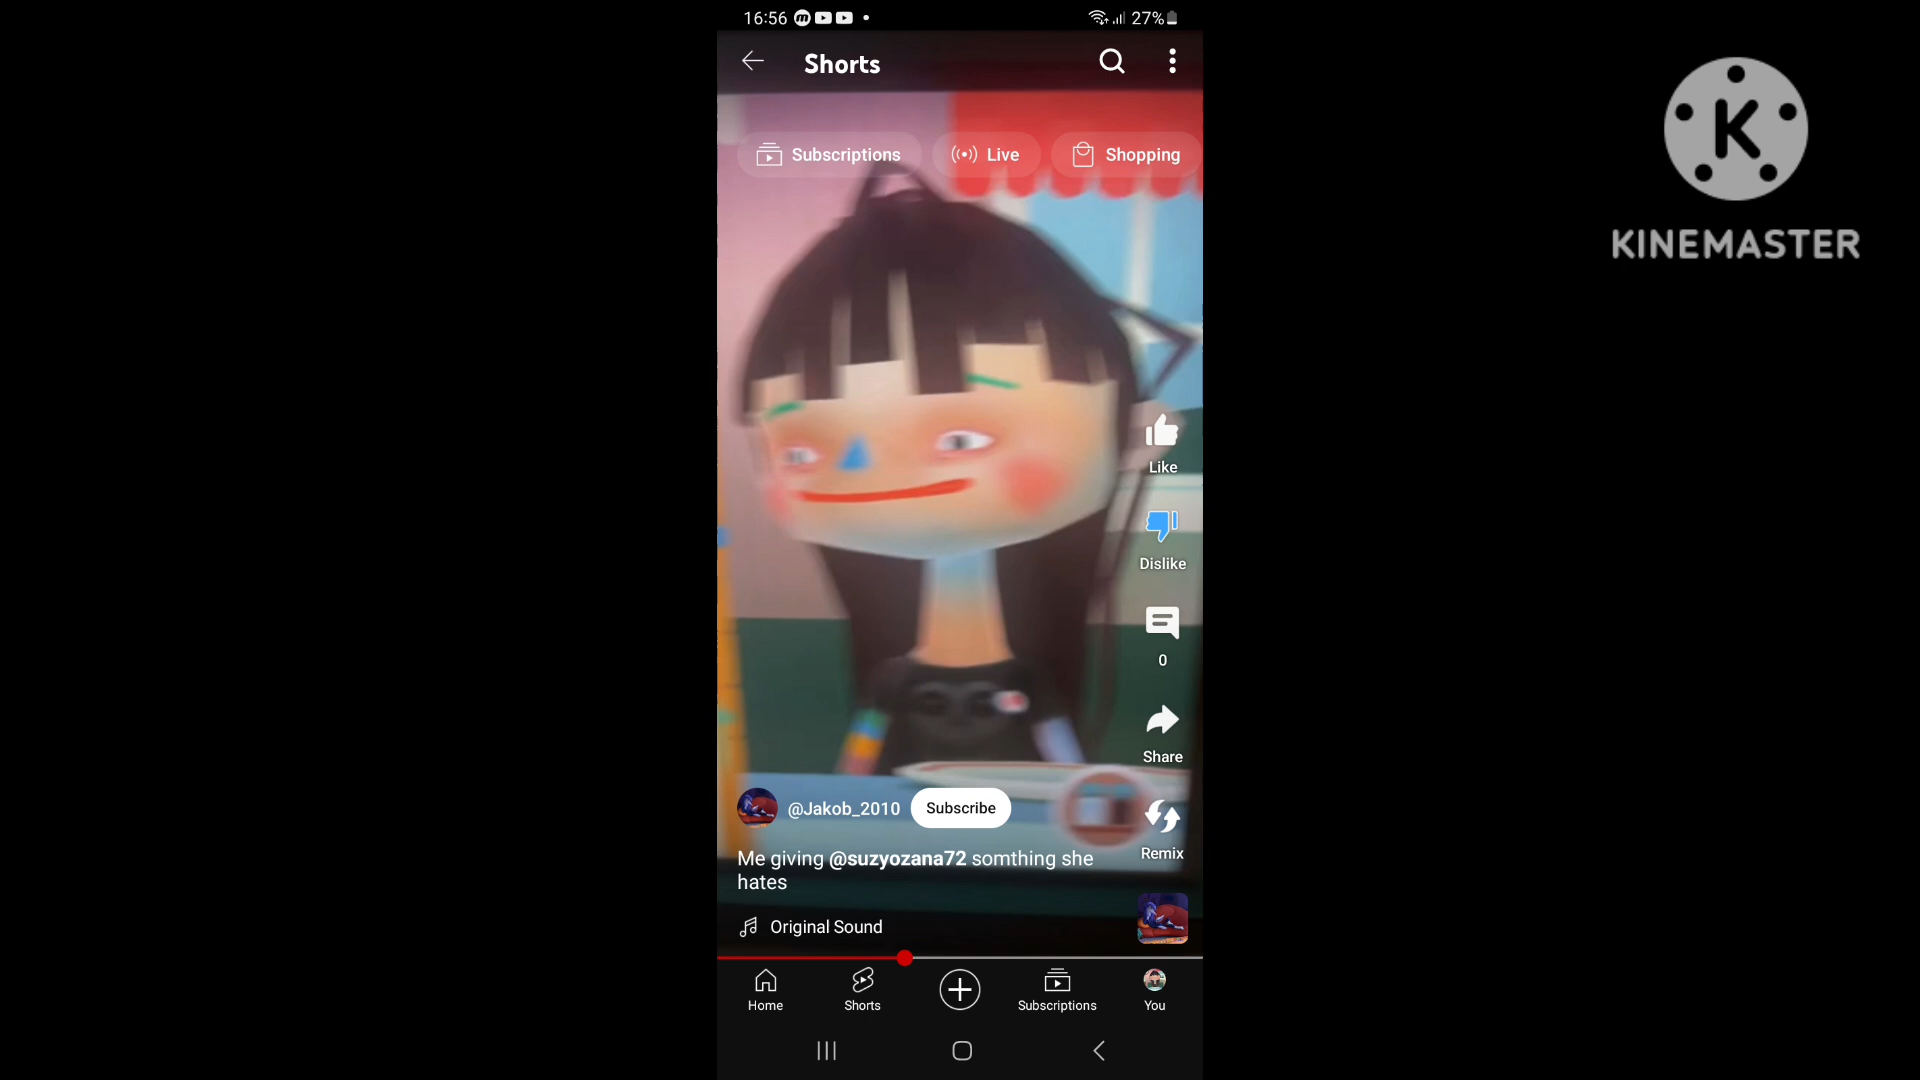 16:56
27%
Shorts
Subscriptions
Live
Shopping
Like
Dislike
0
Share
Remix
@Jakob_2010
Subscribe
Me giving @suzyozana72 somthing she
hates
Original Sound
Home
Shorts
Subscriptions
You
K
KINEMASTER